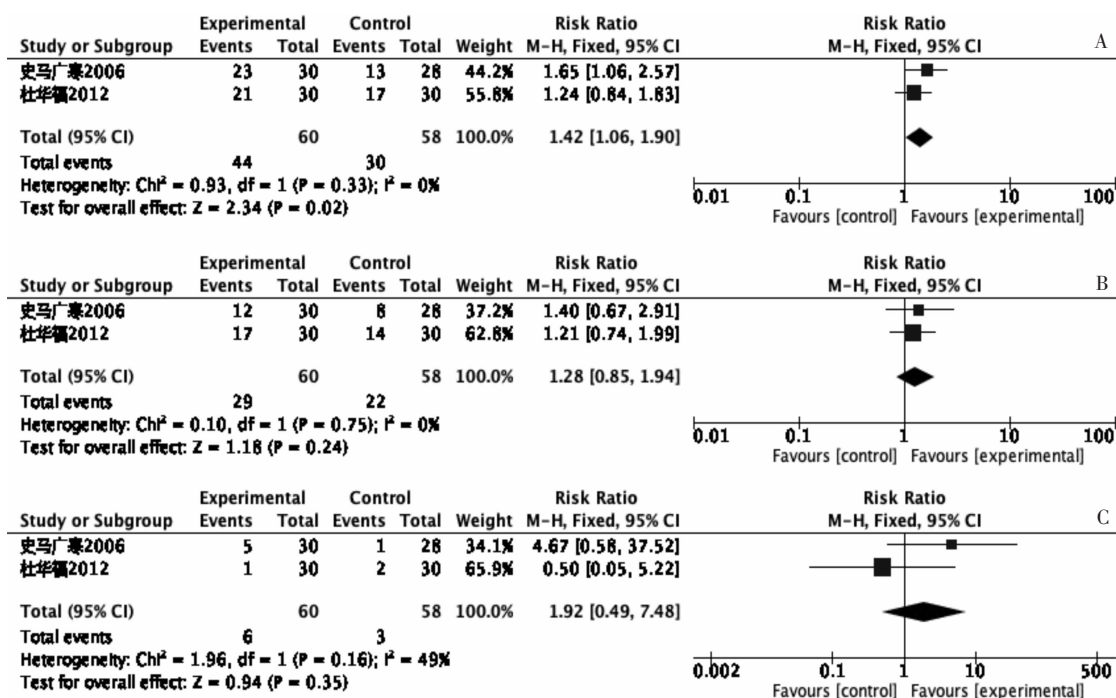 Experimental Control Risk Ratio Risk Ratio
Study or Subgroup Events Total Events Total Weight M-H, Fixed, 95% CI M-H, Fixed, 95% CI A
史马广寒2006 23 30 13 28 44.2% 1.65 [1.06, 2.57]
杜华福2012 21 30 17 30 55.8% 1.24 [0.84, 1.83]
Total (95% CI) 60 58 100.0% 1.42 [1.06, 1.90]
Total events 44 30
Heterogeneity: Chi² = 0.93, df = 1 (P = 0.33); I² = 0%
Test for overall effect: Z = 2.34 (P = 0.02)
0.01 0.1 1 10 100
Favours [control] Favours [experimental]
Experimental Control Risk Ratio Risk Ratio
Study or Subgroup Events Total Events Total Weight M-H, Fixed, 95% CI M-H, Fixed, 95% CI B
史马广寒2006 12 30 8 28 37.2% 1.40 [0.67, 2.91]
杜华福2012 17 30 14 30 62.8% 1.21 [0.74, 1.99]
Total (95% CI) 60 58 100.0% 1.28 [0.85, 1.94]
Total events 29 22
Heterogeneity: Chi² = 0.10, df = 1 (P = 0.75); I² = 0%
Test for overall effect: Z = 1.18 (P = 0.24)
0.01 0.1 1 10 100
Favours [control] Favours [experimental]
Experimental Control Risk Ratio Risk Ratio
Study or Subgroup Events Total Events Total Weight M-H, Fixed, 95% CI M-H, Fixed, 95% CI C
史马广寒2006 5 30 1 28 34.1% 4.67 [0.58, 37.52]
杜华福2012 1 30 2 30 65.9% 0.50 [0.05, 5.22]
Total (95% CI) 60 58 100.0% 1.92 [0.49, 7.48]
Total events 6 3
Heterogeneity: Chi² = 1.96, df = 1 (P = 0.16); I² = 49%
Test for overall effect: Z = 0.94 (P = 0.35)
0.002 0.1 1 10 500
Favours [control] Favours [experimental]